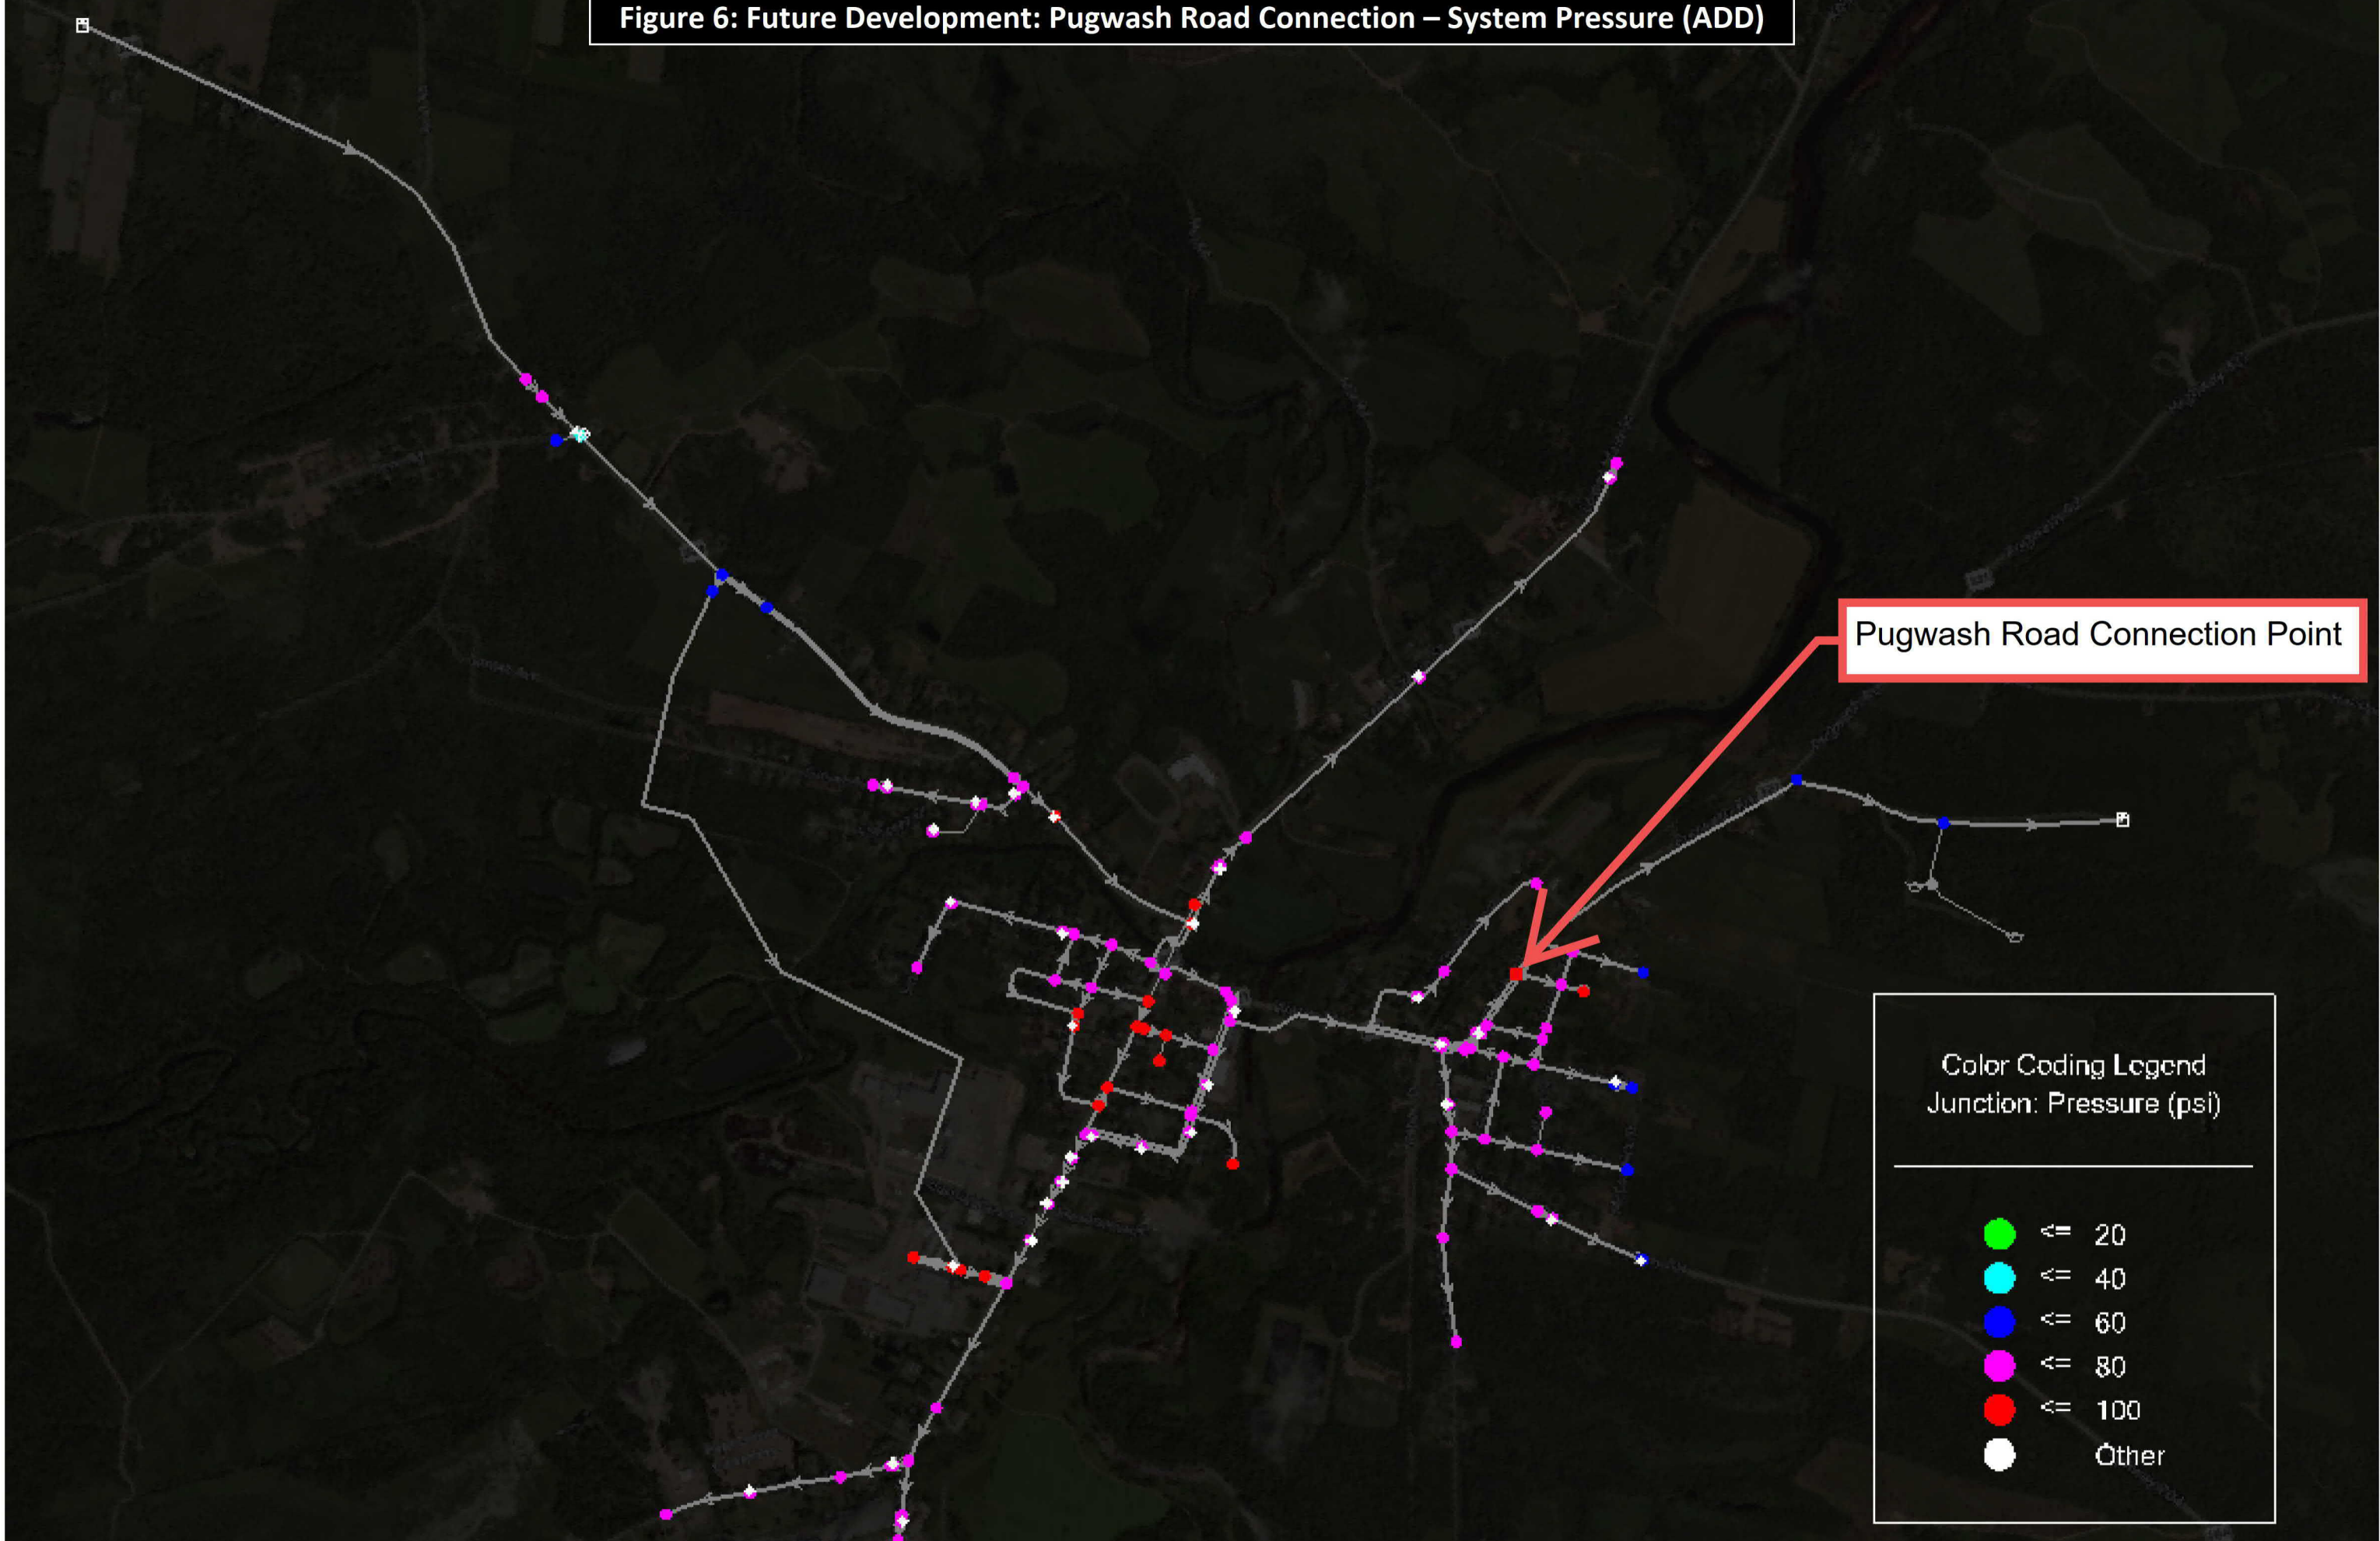 Figure 6: Future Development: Pugwash Road Connection – System Pressure (ADD)
Pugwash Road Connection Point
Color Coding Legend
Junction: Pressure (psi)
<= 20
<= 40
<= 60
<= 80
<= 100
Other